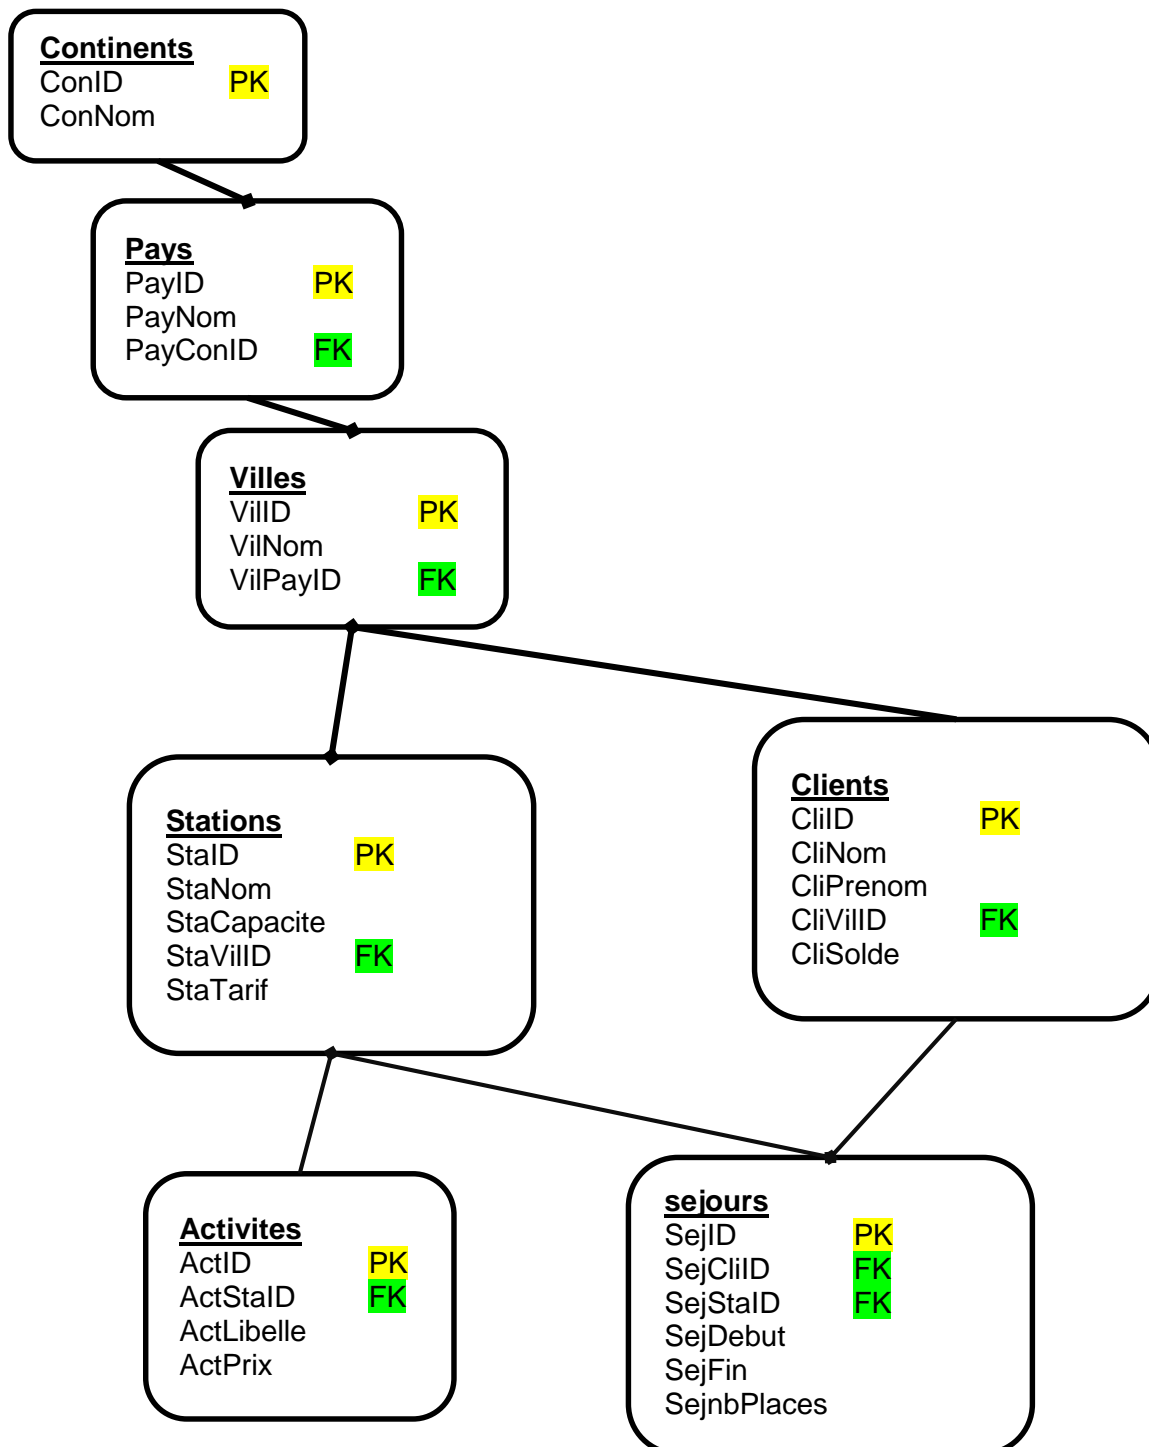 Continents
ConID PK
ConNom
Pays
PayID PK
PayNom
PayConID FK
Villes
VilID PK
VilNom
VilPayID FK
Stations
StaID PK
StaNom
StaCapacite
StaVilID FK
StaTarif
Clients
CliID PK
CliNom
CliPrenom
CliVilID FK
CliSolde
Activites
ActID PK
ActStaID FK
ActLibelle
ActPrix
sejours
SejID PK
SejCliID FK
SejStaID FK
SejDebut
SejFin
SejnbPlaces